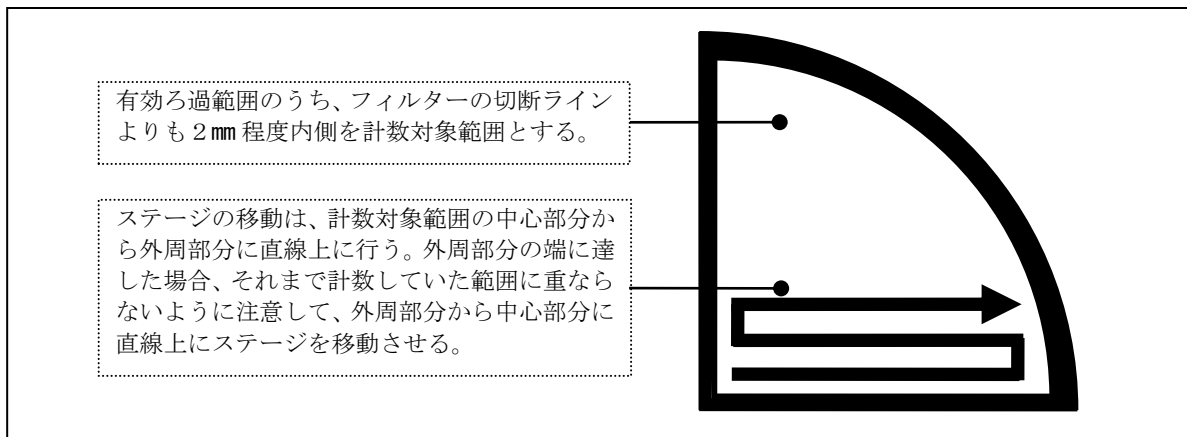 有効ろ過範囲のうち、フィルターの切断ライン
よりも２㎜程度内側を計数対象範囲とする。
ステージの移動は、計数対象範囲の中心部分か
ら外周部分に直線上に行う。外周部分の端に達
した場合、それまで計数していた範囲に重なら
ないように注意して、外周部分から中心部分に
直線上にステージを移動させる。